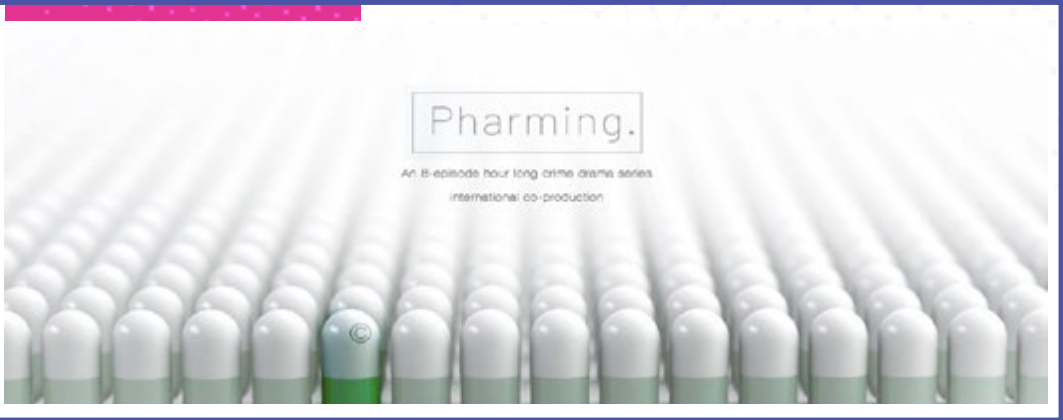 Pharming.
An 8-episode hour long crime drama series
international co-production
©